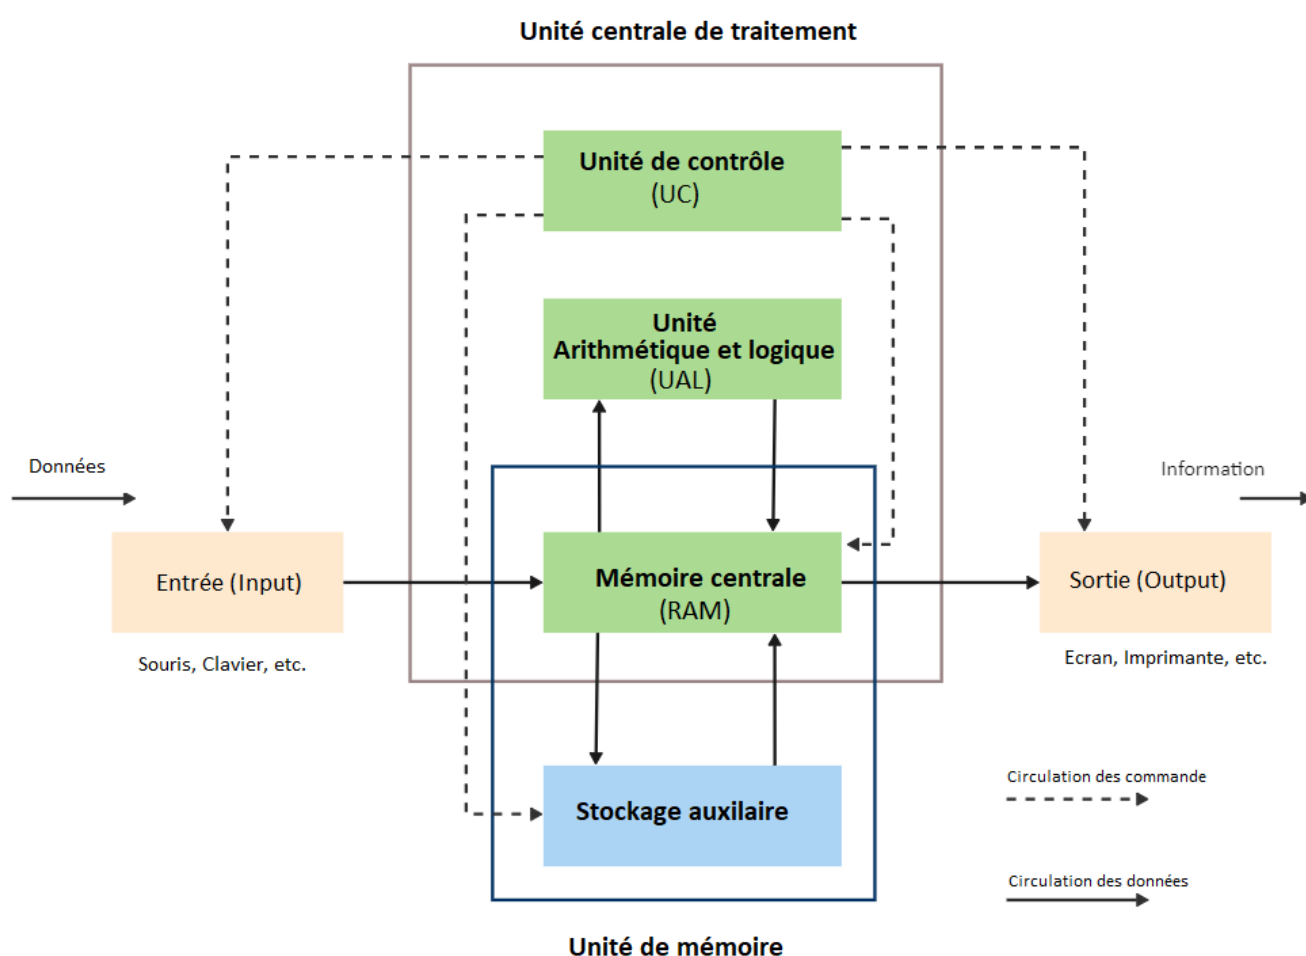 Unité centrale de traitement
Unité de contrôle
(UC)
Unité
Arithmétique et logique
(UAL)
Données
Information
Entrée (Input)
Mémoire centrale
(RAM)
Sortie (Output)
Souris, Clavier, etc.
Ecran, Imprimante, etc.
Stockage auxilaire
Circulation des commande
Circulation des données
Unité de mémoire